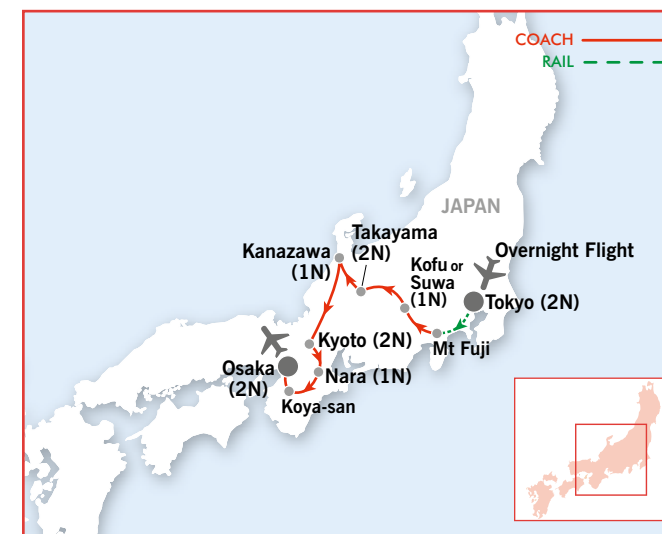 COACH
RAIL
JAPAN
Takayama
(2N)
Kanazawa
(1N)
Kofu or
Suwa
(1N)
Overnight Flight
Tokyo (2N)
Mt Fuji
Kyoto (2N)
Osaka
(2N)
Nara (1N)
Koya-san